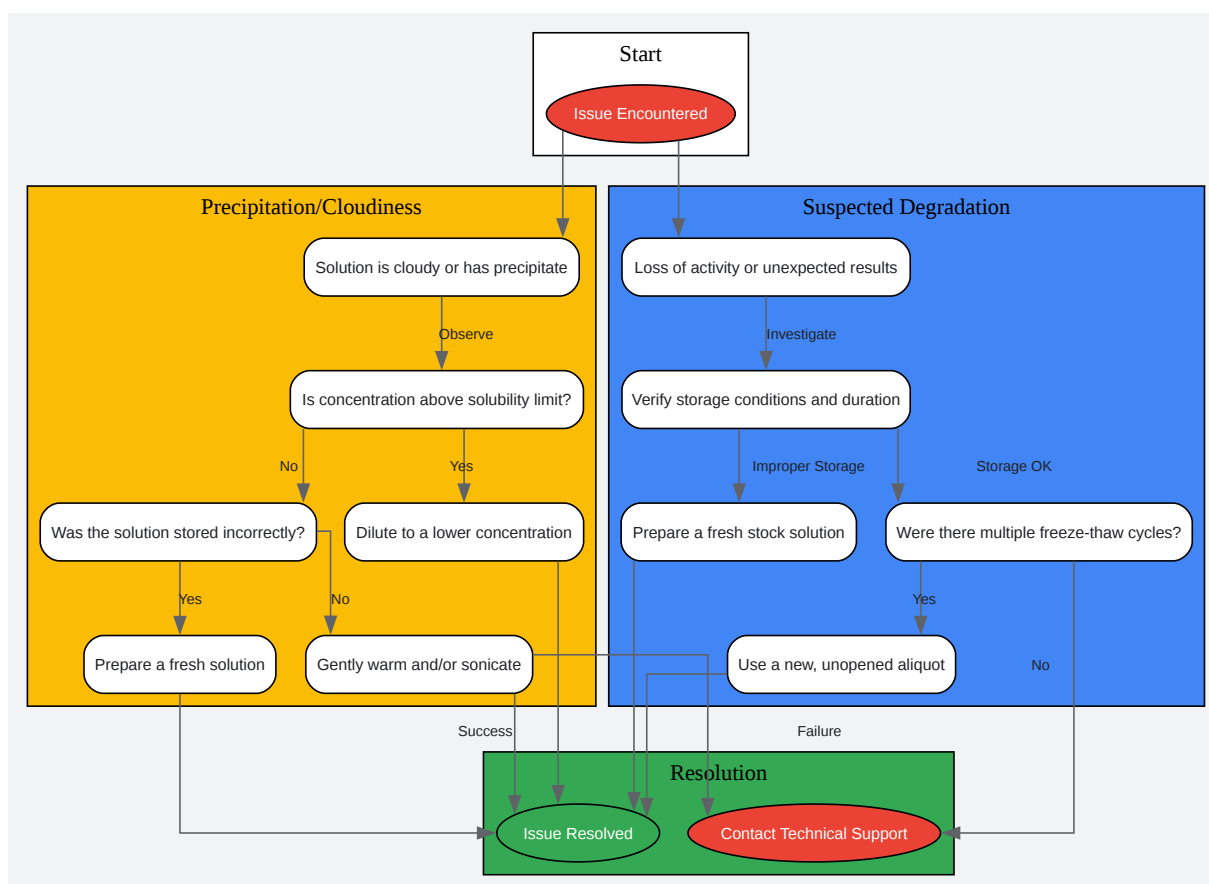 Start
Issue Encountered
Precipitation/Cloudiness
Suspected Degradation
Solution is cloudy or has precipitate
Loss of activity or unexpected results
Observe
Investigate
Is concentration above solubility limit?
Verify storage conditions and duration
No
Yes
Improper Storage
Storage OK
Was the solution stored incorrectly?
Dilute to a lower concentration
Prepare a fresh stock solution
Were there multiple freeze-thaw cycles?
Yes
No
Yes
Prepare a fresh solution
Gently warm and/or sonicate
Use a new, unopened aliquot
No
Success
Failure
Resolution
Issue Resolved
Contact Technical Support